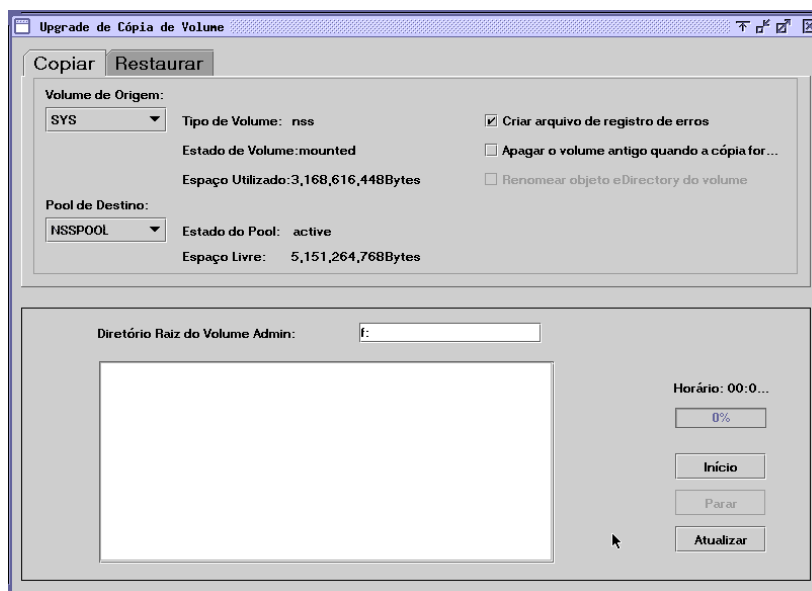 Upgrade de Cópia de Volume
Copiar Restaurar
Volume de Origem:
SYS
Tipo de Volume: nss
Criar arquivo de registro de erros
Estado de Volume:mounted
Apagar o volume antigo quando a cópia for...
Espaço Utilizado:3,168,616,448Bytes
Renomear objeto eDirectory do volume
Pool de Destino:
NSSPOOL
Estado do Pool: active
Espaço Livre: 5,151,264,768Bytes
Diretório Raiz do Volume Admin: f:
Horário: 00:0...
0%
Início
Parar
Atualizar